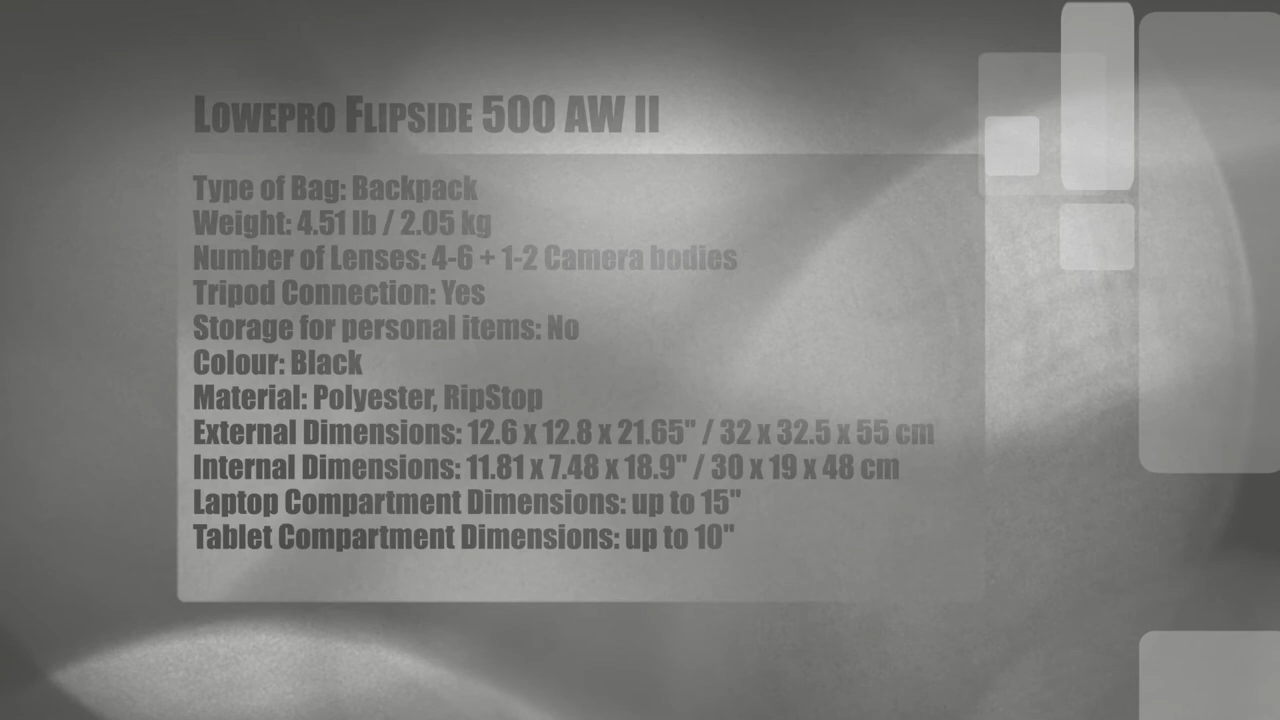 Lowepro Flipside 500 AW II
Type of Bag: Backpack
Weight: 4.51 lb / 2.05 kg
Number of Lenses: 4-6 + 1-2 Camera bodies
Tripod Connection: Yes
Storage for personal items: No
Colour: Black
Material: Polyester, RipStop
External Dimensions: 12.6 x 12.8 x 21.65" / 32 x 32.5 x 55 cm
Internal Dimensions: 11.81 x 7.48 x 18.9" / 30 x 19 x 48 cm
Laptop Compartment Dimensions: up to 15"
Tablet Compartment Dimensions: up to 10"